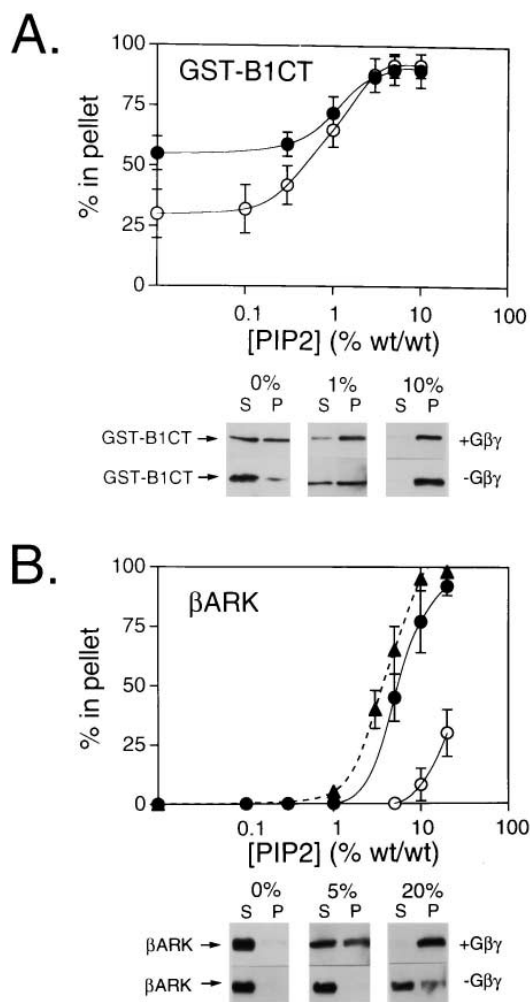 A.
GST-B1CT
100
75
50
25
0
% in pellet
0.1 1 10 100
[PIP2] (% wt/wt)
0% 1% 10%
S P S P S P
GST-B1CT → +Gβγ
GST-B1CT → -Gβγ
B.
βARK
100
75
50
25
0
% in pellet
0.1 1 10 100
[PIP2] (% wt/wt)
0% 5% 20%
S P S P S P
βARK → +Gβγ
βARK → -Gβγ